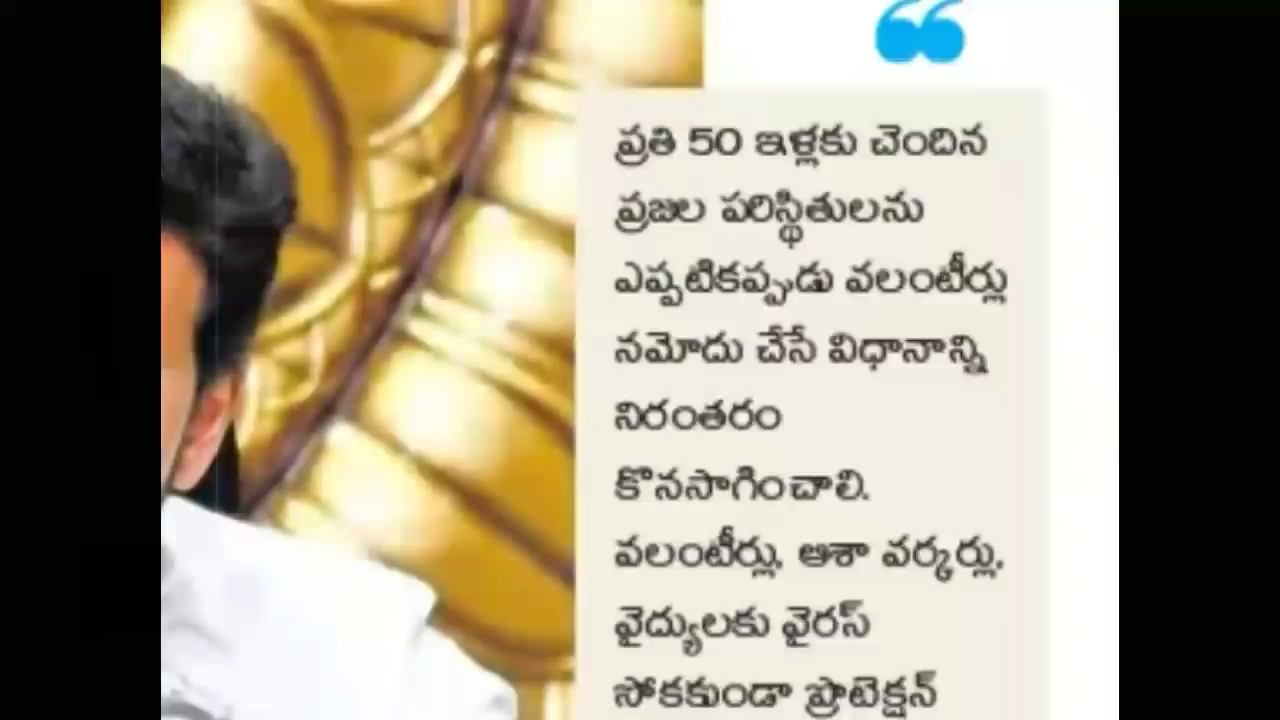 ప్రతి 50 ఇళ్లకు చెందిన
ప్రజల పరిస్థితులను
ఎప్పటికప్పుడు వలంటీర్లు
నమోదు చేసే విధానాన్ని
నిరంతరం
కొనసాగించాలి.
వలంటీర్లు, ఆశా వర్కర్లు,
వైద్యులకు వైరస్
సోకకుండా ప్రొటెక్షన్